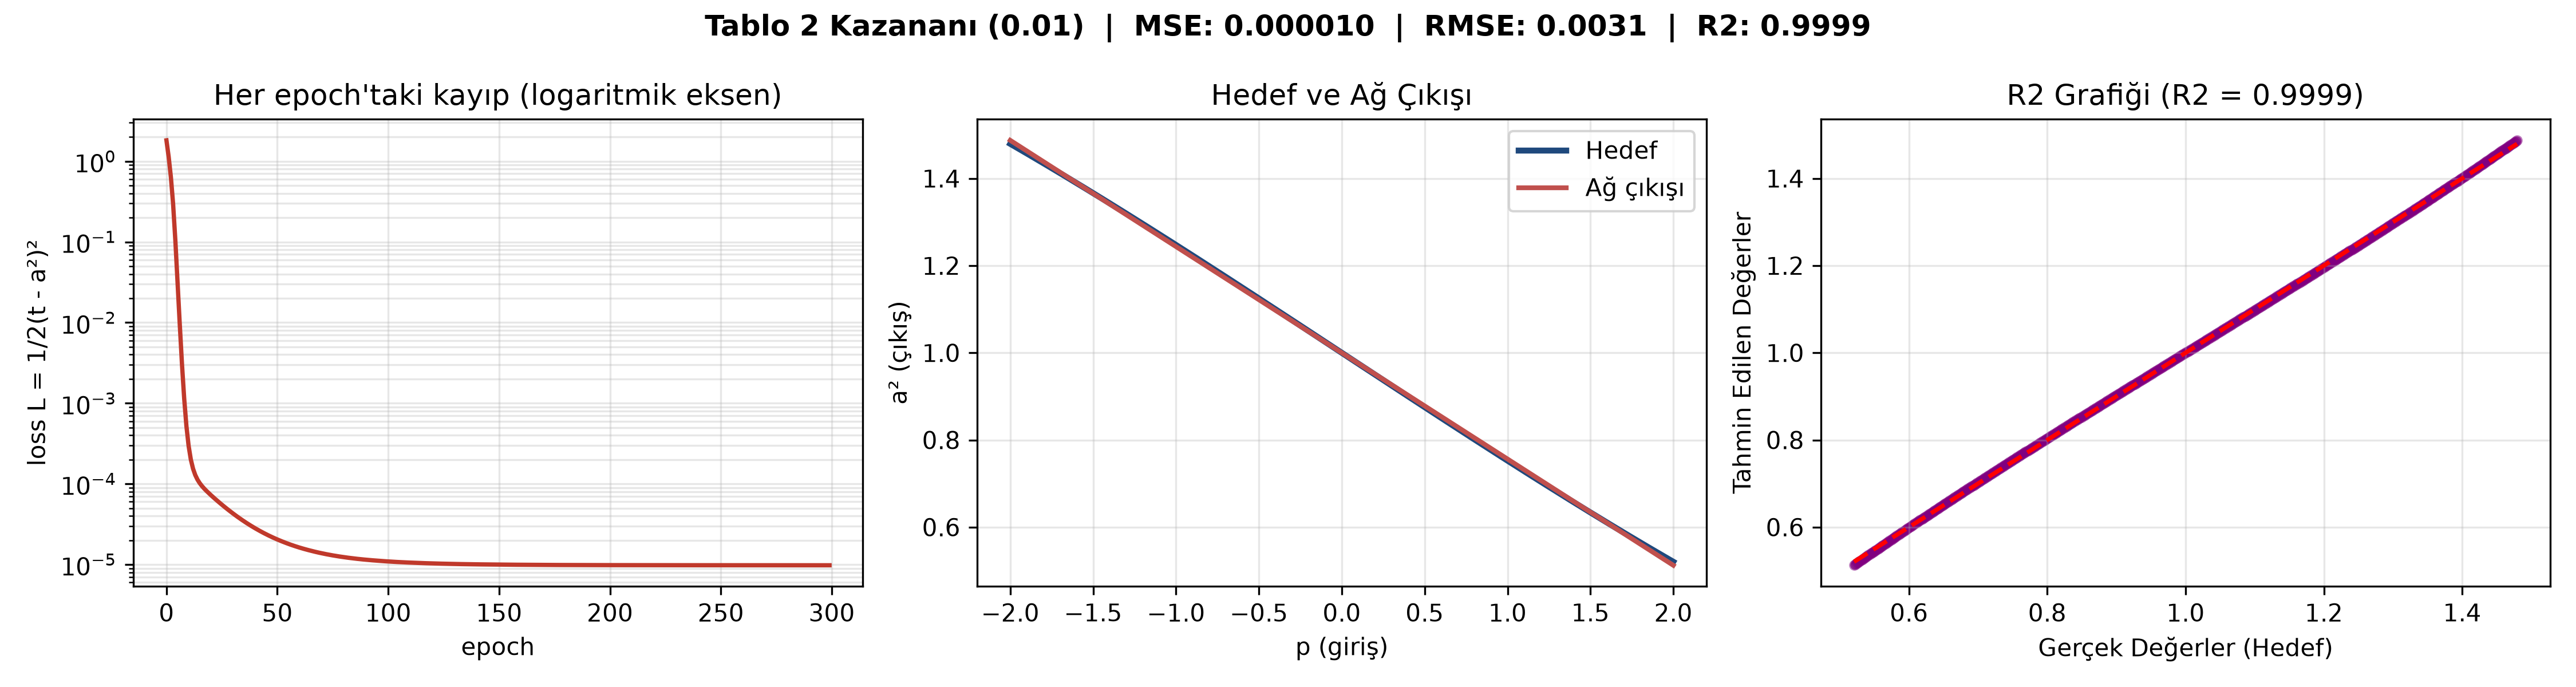 Tablo 2 Kazananı (0.01) | MSE: 0.000010 | RMSE: 0.0031 | R2: 0.9999
Her epoch'taki kayıp (logaritmik eksen)
loss L = 1/2(t - a²)²
10⁰
10⁻¹
10⁻²
10⁻³
10⁻⁴
10⁻⁵
0 50 100 150 200 250 300
epoch
Hedef ve Ağ Çıkışı
Hedef
Ağ çıkışı
a² (çıkış)
1.4
1.2
1.0
0.8
0.6
−2.0 −1.5 −1.0 −0.5 0.0 0.5 1.0 1.5 2.0
p (giriş)
R2 Grafiği (R2 = 0.9999)
Tahmin Edilen Değerler
1.4
1.2
1.0
0.8
0.6
0.6 0.8 1.0 1.2 1.4
Gerçek Değerler (Hedef)